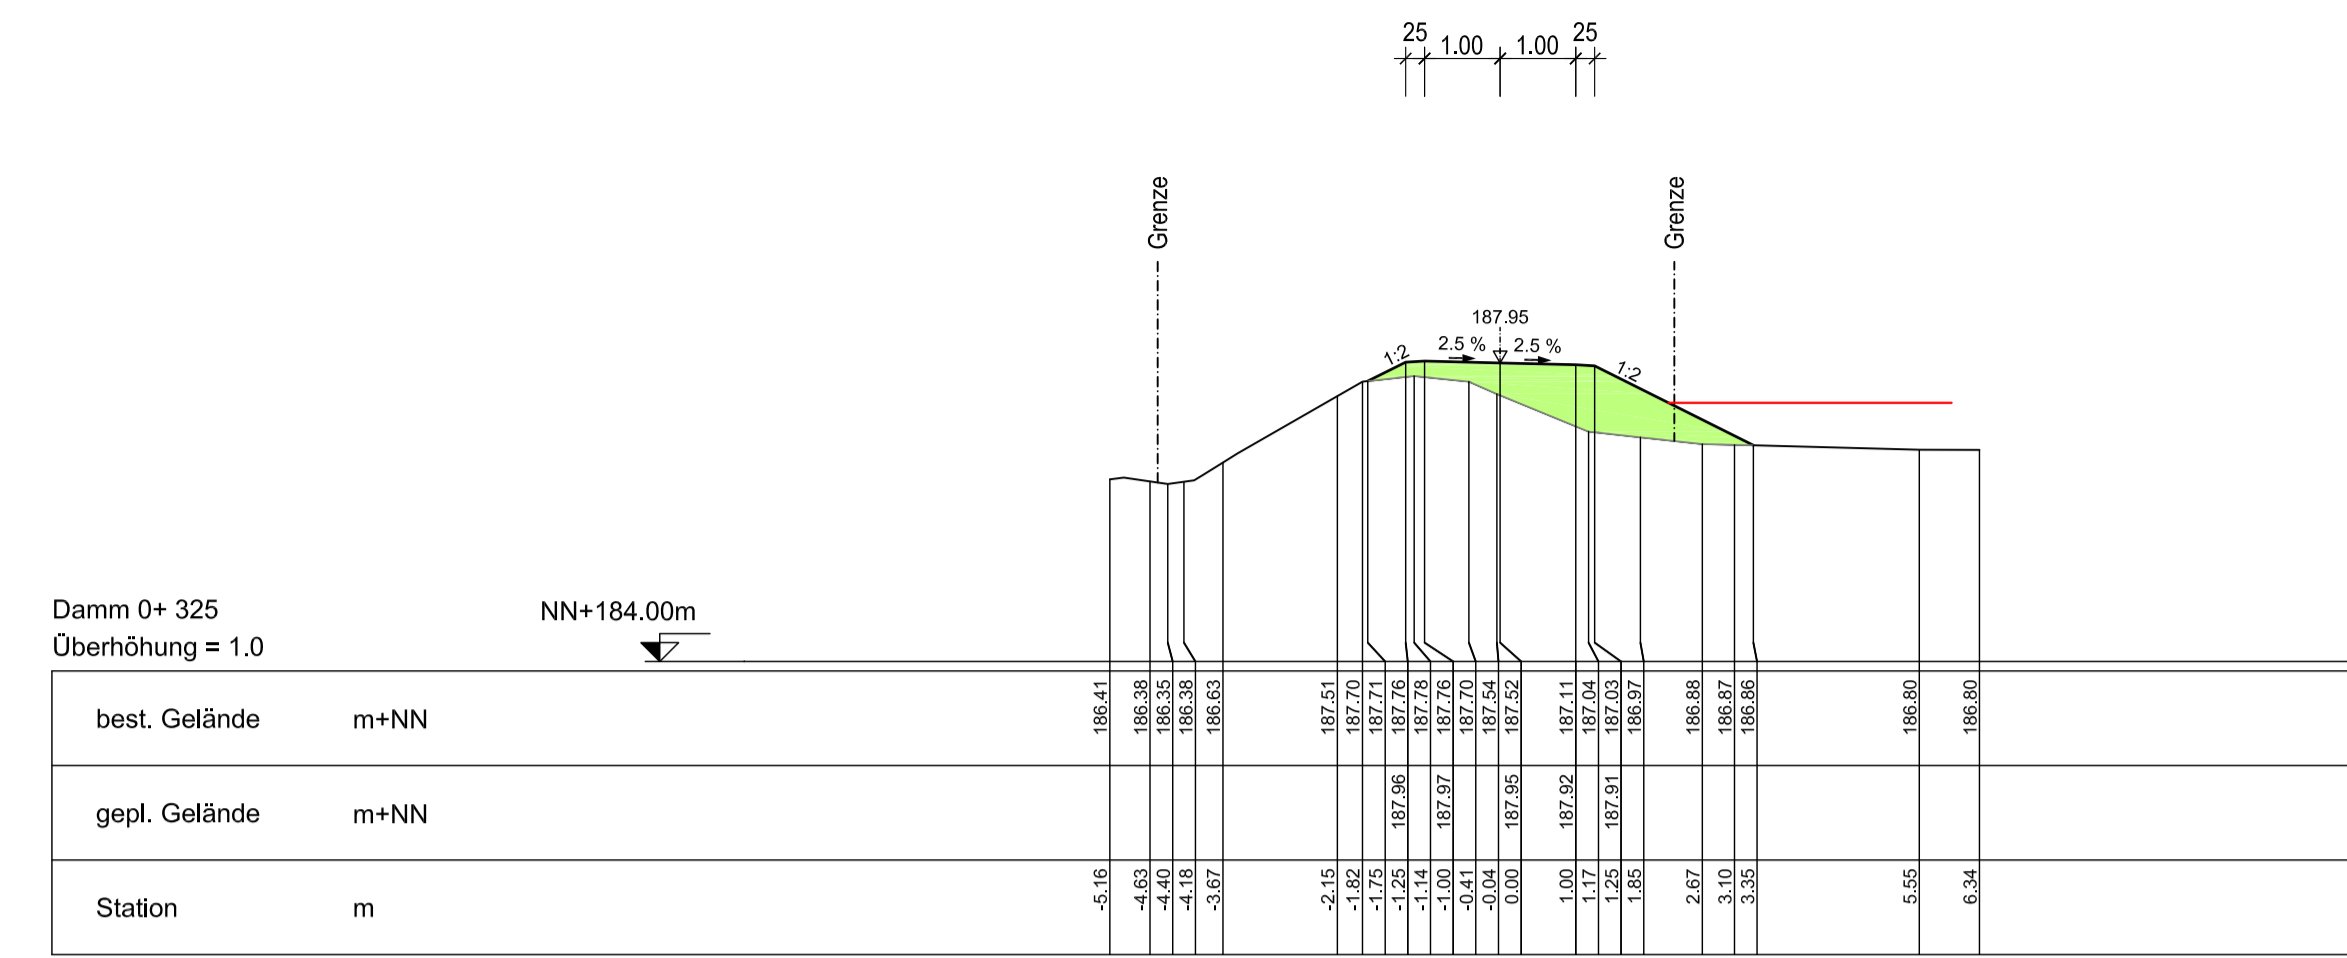 25 1.00 1.00 25
Grenze Grenze
187.95
1:2 2.5 % 2.5 % 1:2
Damm 0+ 325
NN+184.00m
Überhöhung = 1.0
best. Gelände m+NN 186.41 186.38 186.35 186.38 186.63 187.51 187.70 187.71 187.76 187.78 187.76 187.70 187.54 187.52 187.11 187.04 187.03 186.97 186.88 186.87 186.86 186.80 186.80
gepl. Gelände m+NN 187.96 187.97 187.95 187.92 187.91
Station m -5.16 -4.63 -4.40 -4.18 -3.67 -2.15 -1.82 -1.75 -1.25 -1.14 -1.00 -0.41 -0.04 0.00 1.00 1.17 1.25 1.85 2.67 3.10 3.35 5.55 6.34